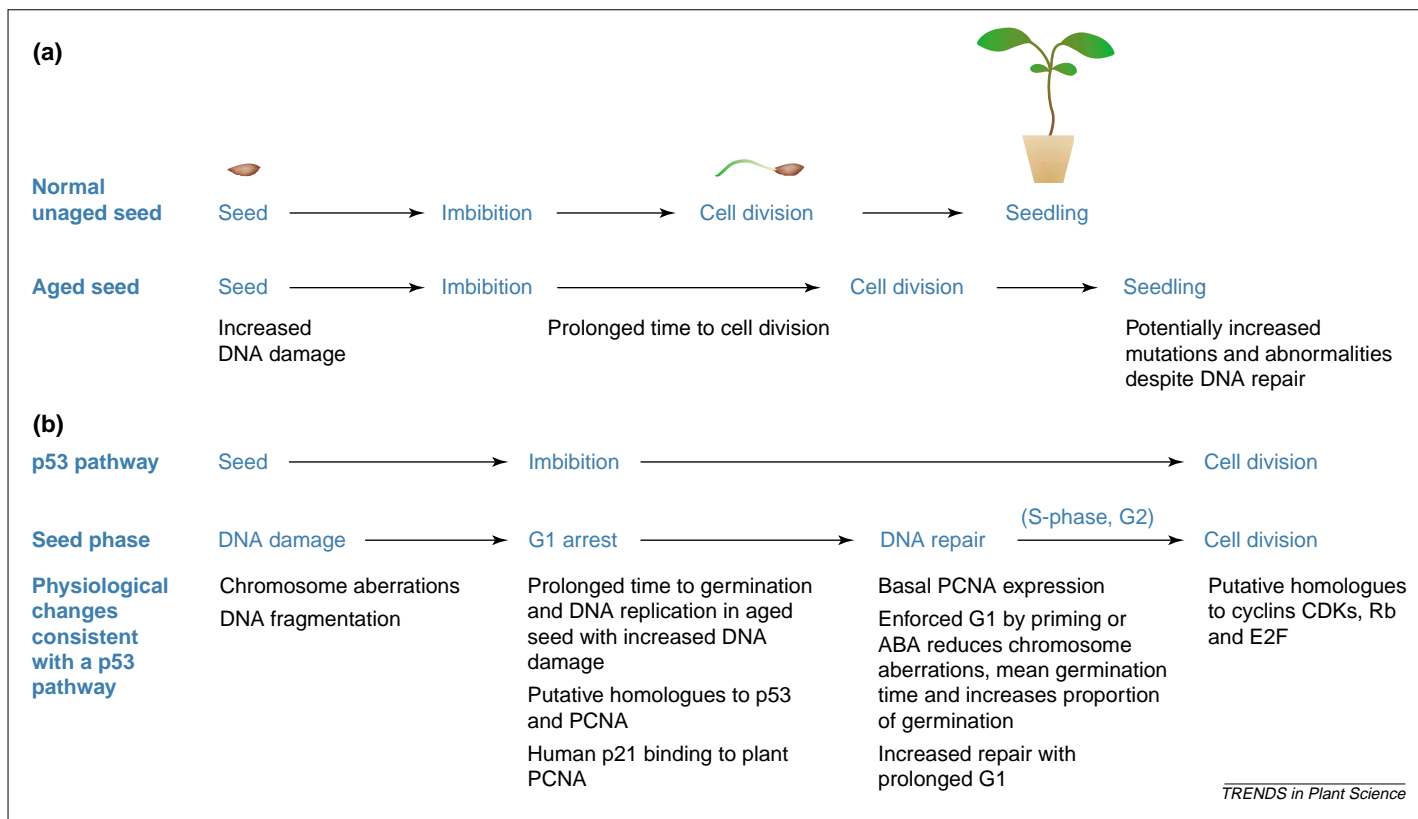 (a)
Normal
unaged seed
Seed
Imbibition
Cell division
Seedling
Aged seed
Seed
Imbibition
Cell division
Seedling
Increased
DNA damage
Prolonged time to cell division
Potentially increased
mutations and abnormalities
despite DNA repair
(b)
p53 pathway
Seed
Imbibition
Cell division
Seed phase
DNA damage
G1 arrest
DNA repair
(S-phase, G2)
Cell division
Physiological
changes
consistent
with a p53
pathway
Chromosome aberrations
DNA fragmentation
Prolonged time to germination
and DNA replication in aged
seed with increased DNA
damage
Putative homologues to p53
and PCNA
Human p21 binding to plant
PCNA
Basal PCNA expression
Enforced G1 by priming or
ABA reduces chromosome
aberrations, mean germination
time and increases proportion
of germination
Increased repair with
prolonged G1
Putative homologues
to cyclins CDKs, Rb
and E2F
TRENDS in Plant Science